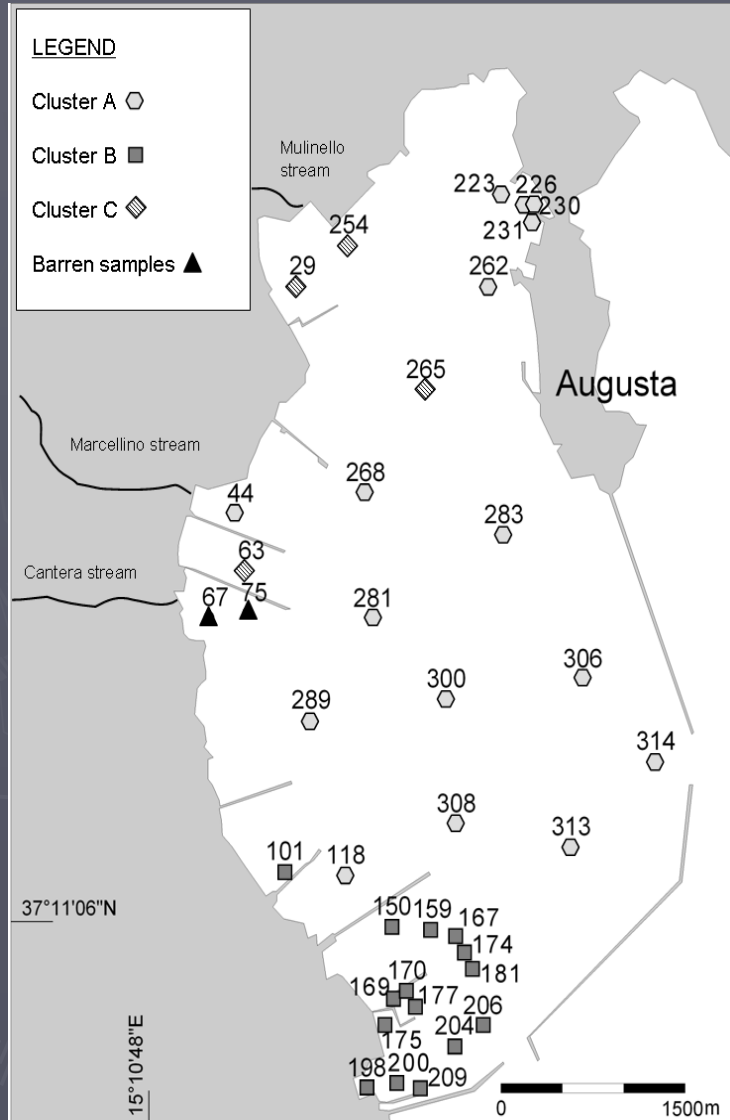 LEGEND
Cluster A
Cluster B
Cluster C
Barren samples
Mulinello
stream
223
226
230
231
254
29
262
265
Augusta
Marcellino stream
268
44
283
63
Cantera stream
67
75
281
306
300
289
314
308
313
101
118
37°11'06"N
150
159
167
174
181
170
169
177
206
204
175
200
198
209
15°10'48"E
0
1500m